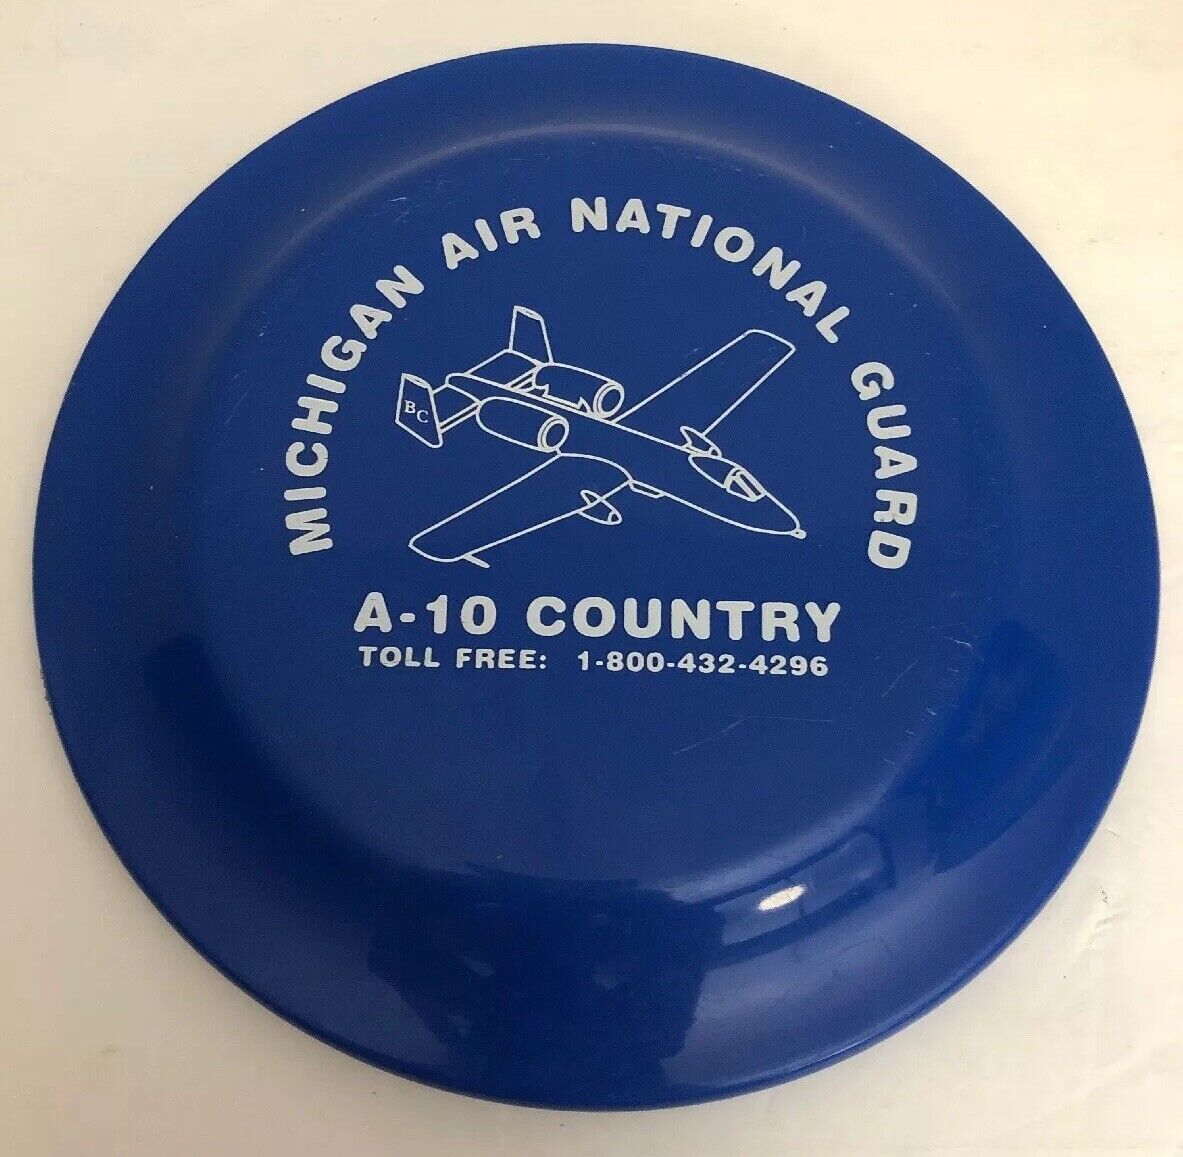 MICHIGAN AIR NATIONAL GUARD
BC
A-10 COUNTRY
TOLL FREE: 1-800-432-4296